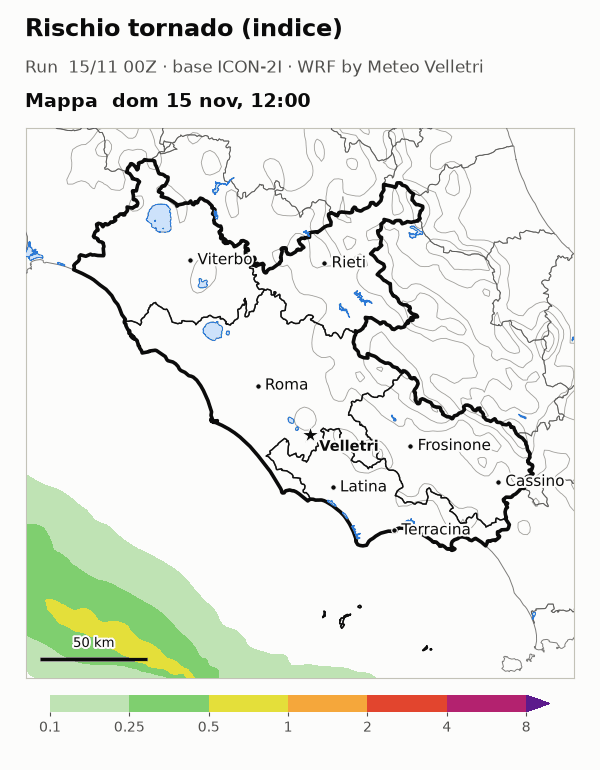 Rischio tornado (indice)
Run  15/11 00Z · base ICON-2I · WRF by Meteo Velletri
Mappa  dom 15 nov, 12:00
Viterbo
Rieti
Roma
Velletri
Frosinone
Cassino
Latina
Terracina
50 km
0.1 0.25 0.5 1 2 4 8